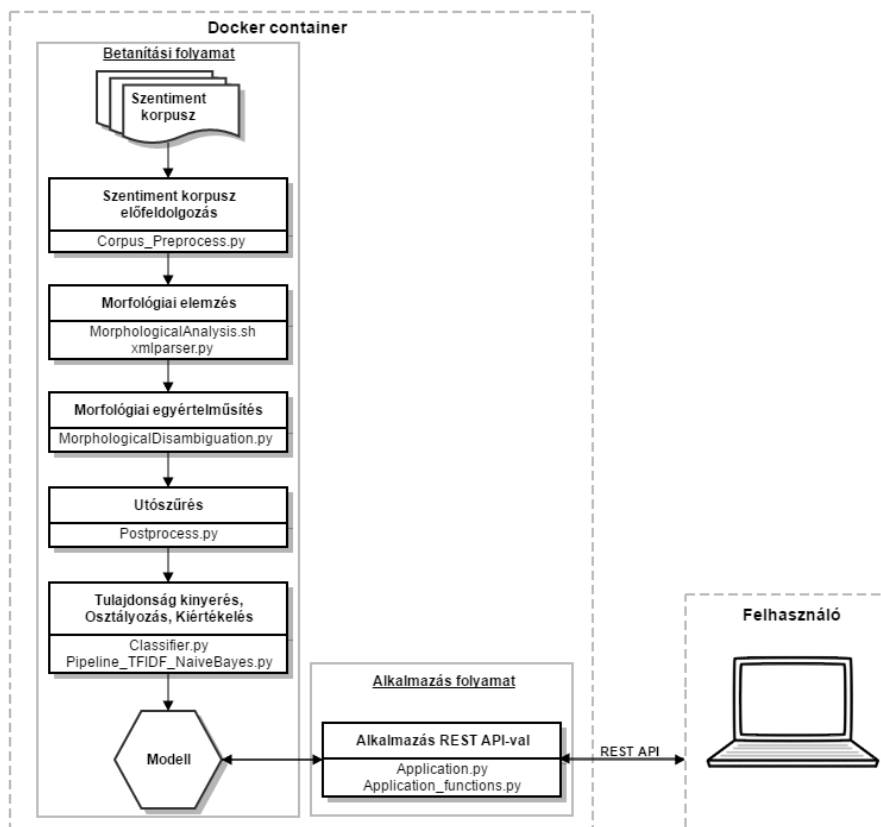 Docker container
Betanítási folyamat
Szentiment
korpusz
Szentiment korpusz
előfeldolgozás
Corpus_Preprocess.py
Morfológiai elemzés
MorphologicalAnalysis.sh
xmlparser.py
Morfológiai egyértelműsítés
MorphologicalDisambiguation.py
Utószűrés
Postprocess.py
Tulajdonság kinyerés,
Osztályozás, Kiértékelés
Classifier.py
Pipeline_TFIDF_NaiveBayes.py
Modell
Alkalmazás folyamat
Alkalmazás REST API-val
Application.py
Application_functions.py
REST API
Felhasználó